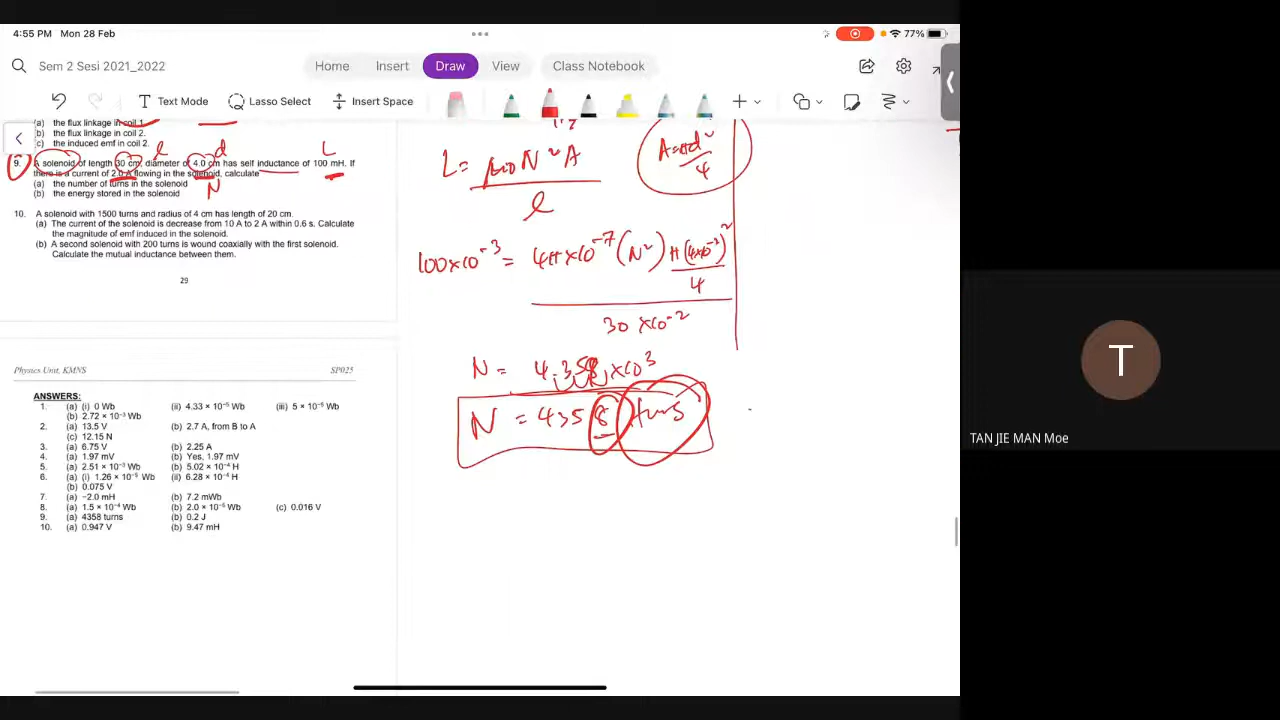 4:55 PM Mon 28 Feb
77%
Sem 2 Sesi 2021_2022
Home Insert Draw View Class Notebook
Text Mode Lasso Select Insert Space
(a) the flux linkage in coil 1.
(b) the flux linkage in coil 2.
(c) the induced emf in coil 2.
l d L
9. A solenoid of length 30 cm, diameter of 4.0 cm has self inductance of 100 mH. If
there is a current of 2.0 A flowing in the solenoid, calculate
(a) the number of turns in the solenoid
N
(b) the energy stored in the solenoid
10. A solenoid with 1500 turns and radius of 4 cm has length of 20 cm.
(a) The current of the solenoid is decrease from 10 A to 2 A within 0.6 s. Calculate
the magnitude of emf induced in the solenoid.
(b) A second solenoid with 200 turns is wound coaxially with the first solenoid.
Calculate the mutual inductance between them.
29
Physics Unit, KMNS SP025
ANSWERS:
1. (a) (i) 0 Wb (ii) 4.33 × 10⁻⁵ Wb (iii) 5 × 10⁻⁵ Wb
(b) 2.72 × 10⁻³ Wb
2. (a) 13.5 V (b) 2.7 A, from B to A
(c) 12.15 N
3. (a) 6.75 V (b) 2.25 A
4. (a) 1.97 mV (b) Yes, 1.97 mV
5. (a) 2.51 × 10⁻³ Wb (b) 5.02 × 10⁻⁴ H
6. (a) (i) 1.26 × 10⁻⁵ Wb (ii) 6.28 × 10⁻⁴ H
(b) 0.075 V
7. (a) −2.0 mH (b) 7.2 mWb
8. (a) 1.5 × 10⁻⁴ Wb (b) 2.0 × 10⁻⁵ Wb (c) 0.016 V
9. (a) 4358 turns (b) 0.2 J
10. (a) 0.947 V (b) 9.47 mH
L = μ₀N²A / l
A = πd² / 4
100×10⁻³ = 4π×10⁻⁷ (N²) π(4×10⁻²)² / 4
30 ×10⁻²
N = 4.358 ×10³
N = 4358 turns
T
TAN JIE MAN Moe